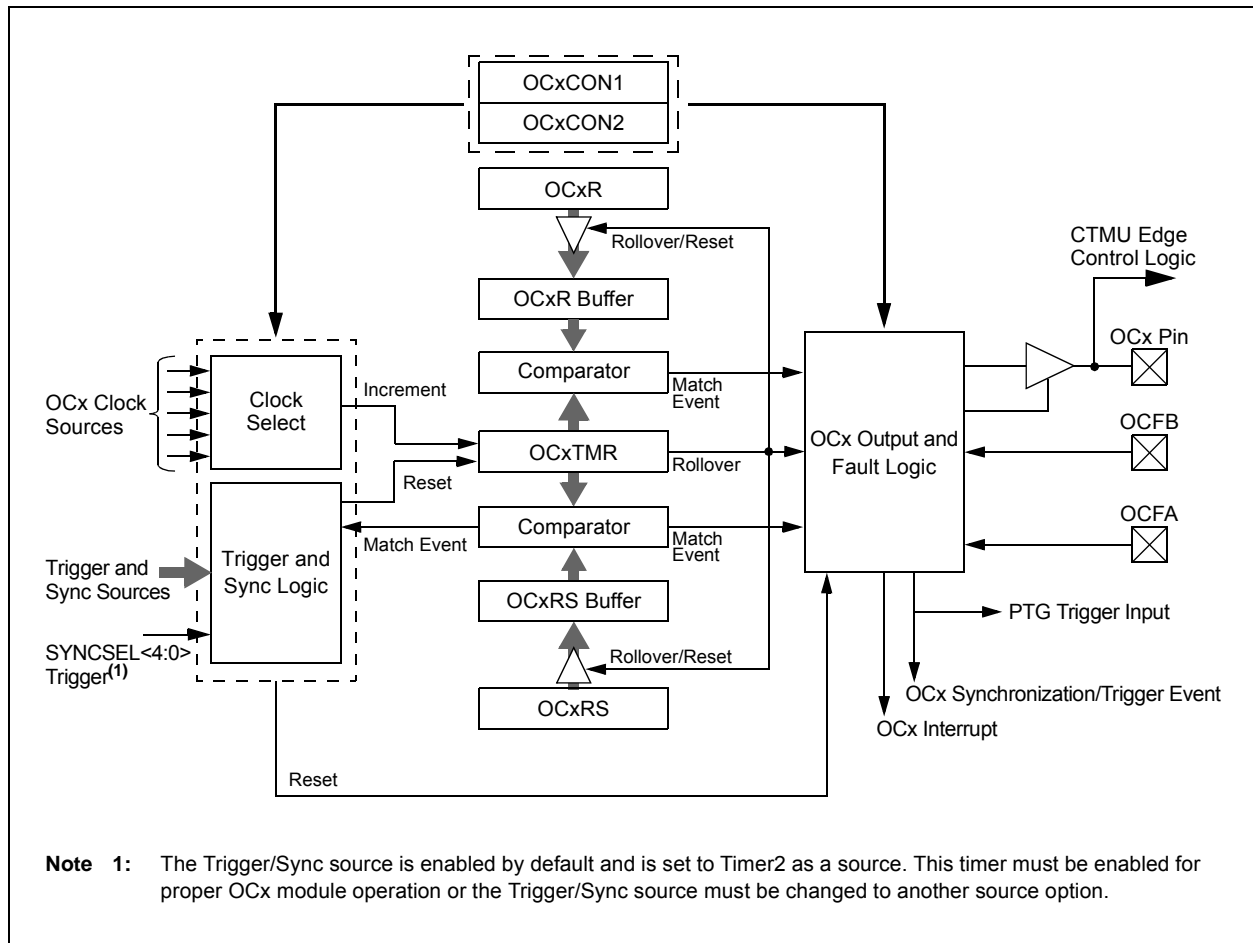 OCxCON1
OCxCON2
OCxR
Rollover/Reset
CTMU Edge
Control Logic
OCxR Buffer
OCx Pin
Comparator
Match
Event
Increment
Clock
Select
OCx Clock
Sources
OCxTMR
Rollover
OCx Output and
Fault Logic
OCFB
Reset
Comparator
Match Event
Match
Event
OCFA
Trigger and
Sync Logic
Trigger and
Sync Sources
OCxRS Buffer
PTG Trigger Input
SYNCSEL<4:0>
Trigger(1)
Rollover/Reset
OCxRS
OCx Synchronization/Trigger Event
OCx Interrupt
Reset
Note 1: The Trigger/Sync source is enabled by default and is set to Timer2 as a source. This timer must be enabled for
proper OCx module operation or the Trigger/Sync source must be changed to another source option.